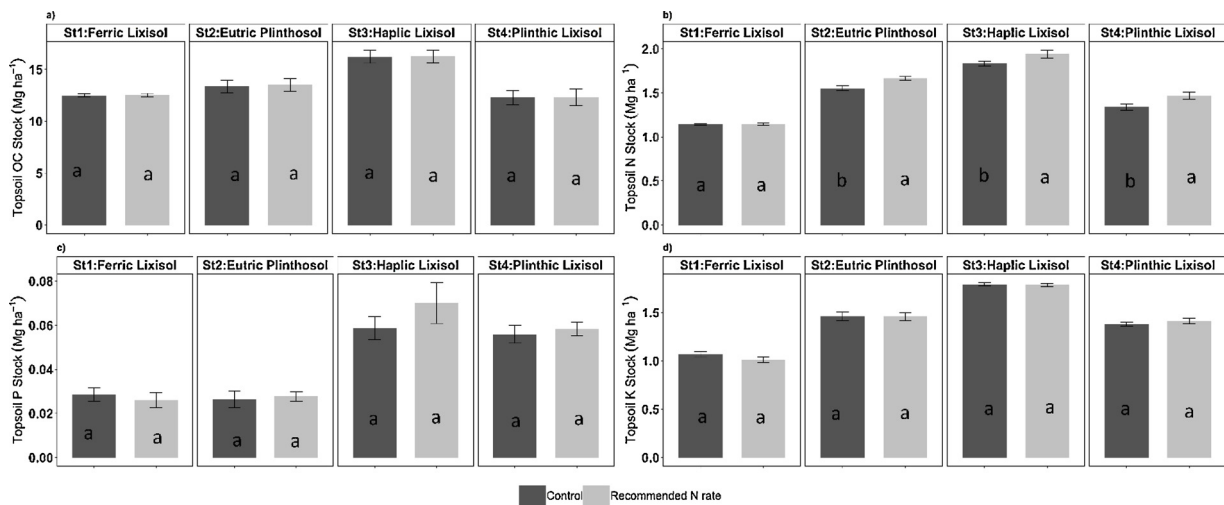 a)
St1:Ferric Lixisol St2:Eutric Plinthosol St3:Haplic Lixisol St4:Plinthic Lixisol
Topsoil OC Stock (Mg ha⁻¹)
15
13
5
0
a a a a a a a a
b)
St1:Ferric Lixisol St2:Eutric Plinthosol St3:Haplic Lixisol St4:Plinthic Lixisol
Topsoil N Stock (Mg ha ¹)
2.0
1.5
1.0
0.5
0.0
a a b a b a b a
c)
St1:Ferric Lixisol St2:Eutric Plinthosol St3:Haplic Lixisol St4:Plinthic Lixisol
Topsoil P Stock (Mg ha⁻¹)
0.08
0.06
0.04
0.02
0.00
a a a a a a a a
d)
St1:Ferric Lixisol St2:Eutric Plinthosol St3:Haplic Lixisol St4:Plinthic Lixisol
Topsoil K Stock (Mg ha⁻¹)
1.5
1.0
0.5
0.0
a a a a a a a a
Control Recommended N rate